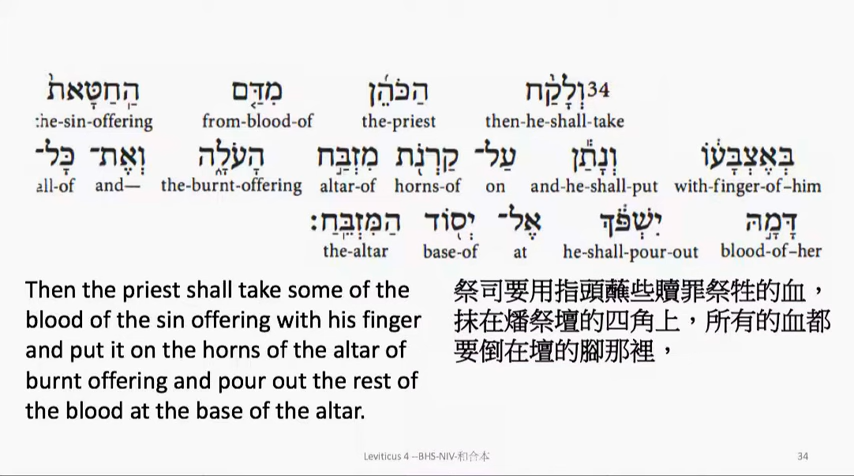 34וְלָקַ֨ח הַכֹּהֵ֜ן מִדַּ֤ם הַֽחַטָּאת֙
:he-sin-offering from-blood-of the-priest then-he-shall-take
בְּאֶצְבָּע֔וֹ וְנָתַ֕ן עַל־ קַרְנֹ֖ת מִזְבַּ֣ח הָעֹלָ֑ה וְאֶת־ כָּל־
all-of and— the-burnt-offering altar-of horns-of on and-he-shall-put with-finger-of-him
דָּמָ֣הּ יִשְׁפֹּ֔ךְ אֶל־ יְס֖וֹד הַמִּזְבֵּֽחַ׃
the-altar base-of at he-shall-pour-out blood-of-her
Then the priest shall take some of the
blood of the sin offering with his finger
and put it on the horns of the altar of
burnt offering and pour out the rest of
the blood at the base of the altar.
祭司要用指頭蘸些贖罪祭牲的血，
抹在燔祭壇的四角上，所有的血都
要倒在壇的腳那裡，
Leviticus 4 --BHS-NIV-和合本
34